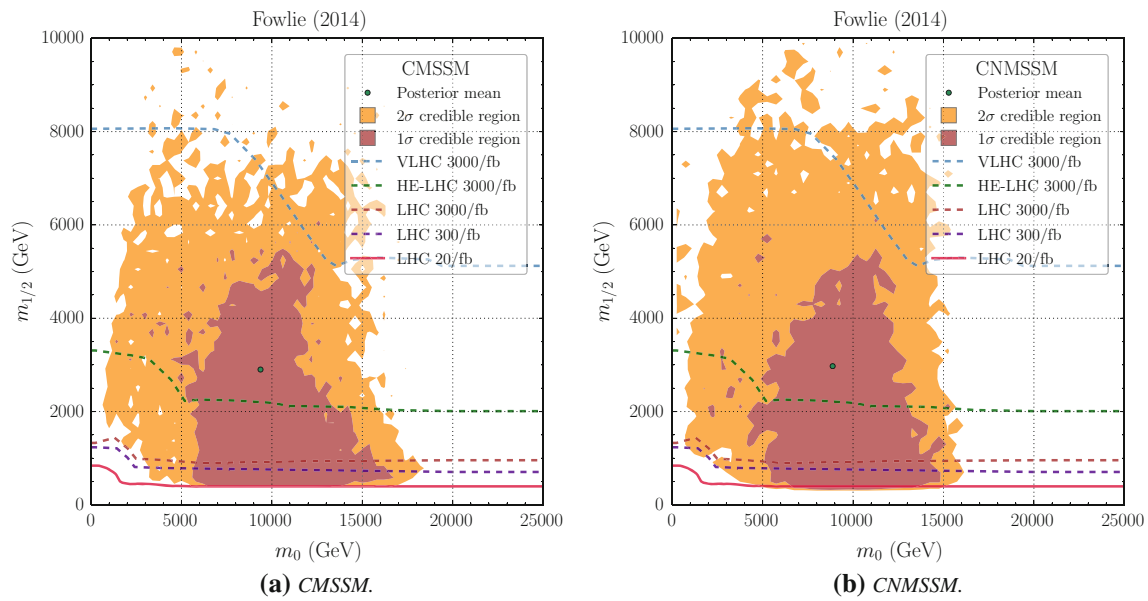 Fowlie (2014)
10000
8000
6000
4000
2000
0
m1/2 (GeV)
CMSSM
Posterior mean
2σ credible region
1σ credible region
VLHC 3000/fb
HE-LHC 3000/fb
LHC 3000/fb
LHC 300/fb
LHC 20/fb
0 5000 10000 15000 20000 25000
m0 (GeV)
(a) CMSSM.
Fowlie (2014)
10000
8000
6000
4000
2000
0
m1/2 (GeV)
CNMSSM
Posterior mean
2σ credible region
1σ credible region
VLHC 3000/fb
HE-LHC 3000/fb
LHC 3000/fb
LHC 300/fb
LHC 20/fb
0 5000 10000 15000 20000 25000
m0 (GeV)
(b) CNMSSM.